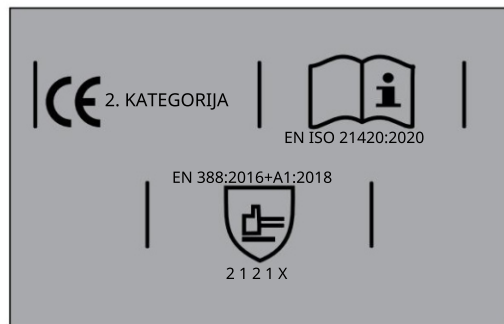 CE 2. KATEGORIJA
i
EN ISO 21420:2020
EN 388:2016+A1:2018
2 1 2 1 X